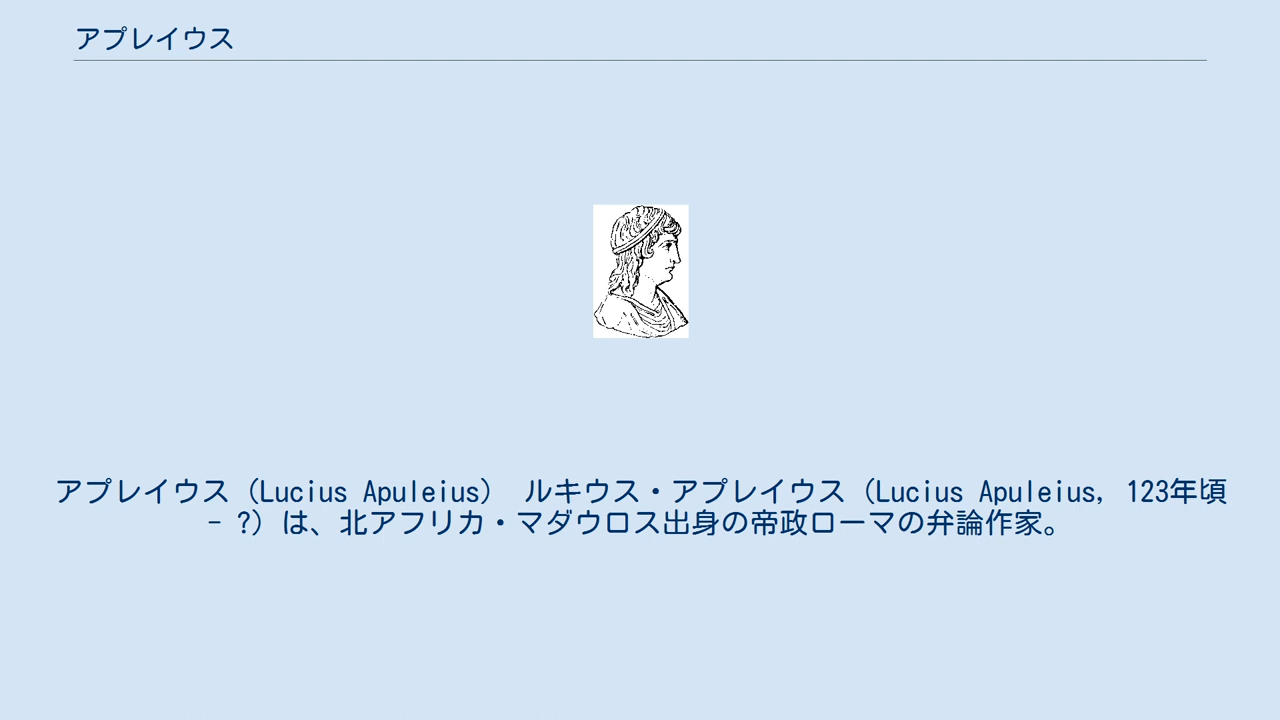 アプレイウス
アプレイウス（Lucius Apuleius） ルキウス・アプレイウス（Lucius Apuleius, 123年頃
- ?）は、北アフリカ・マダウロス出身の帝政ローマの弁論作家。